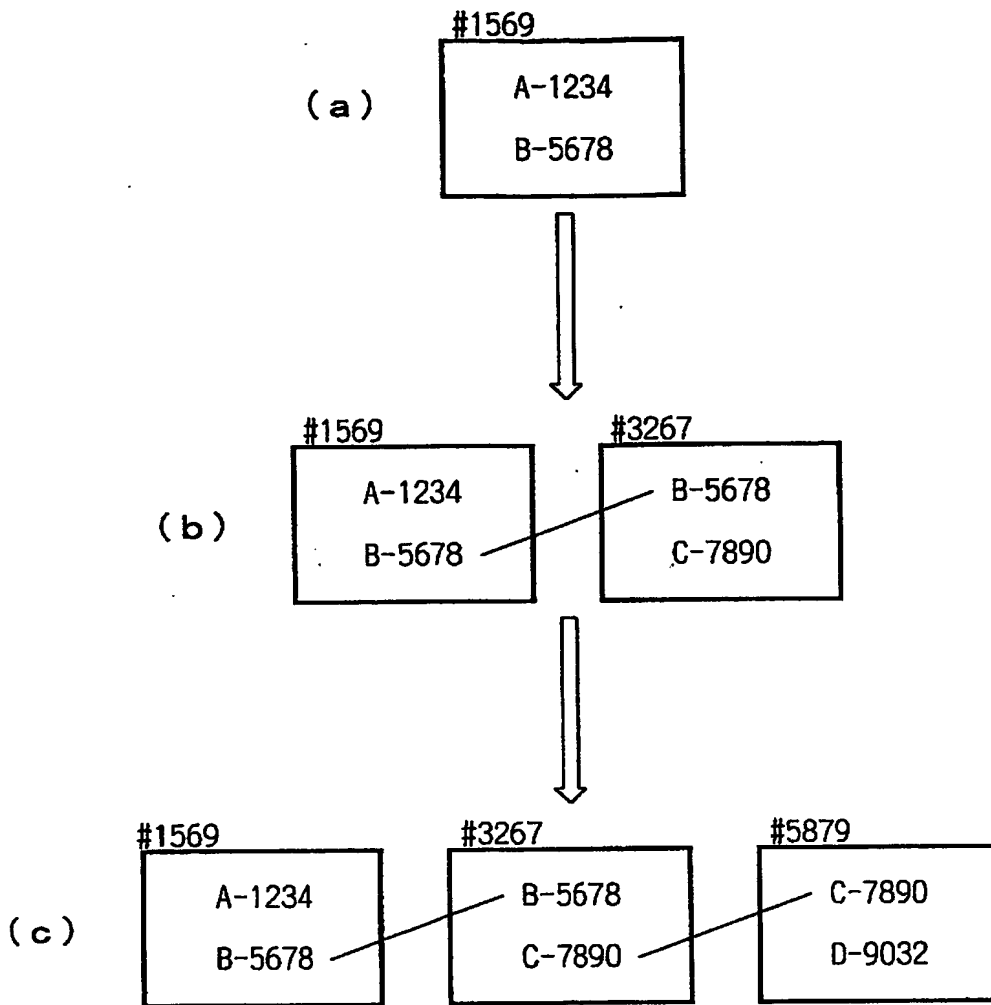 #1569
(a)
A-1234
B-5678
#1569 #3267
(b)
A-1234 B-5678
B-5678 C-7890
#1569 #3267 #5879
(c)
A-1234 B-5678 C-7890
B-5678 C-7890 D-9032